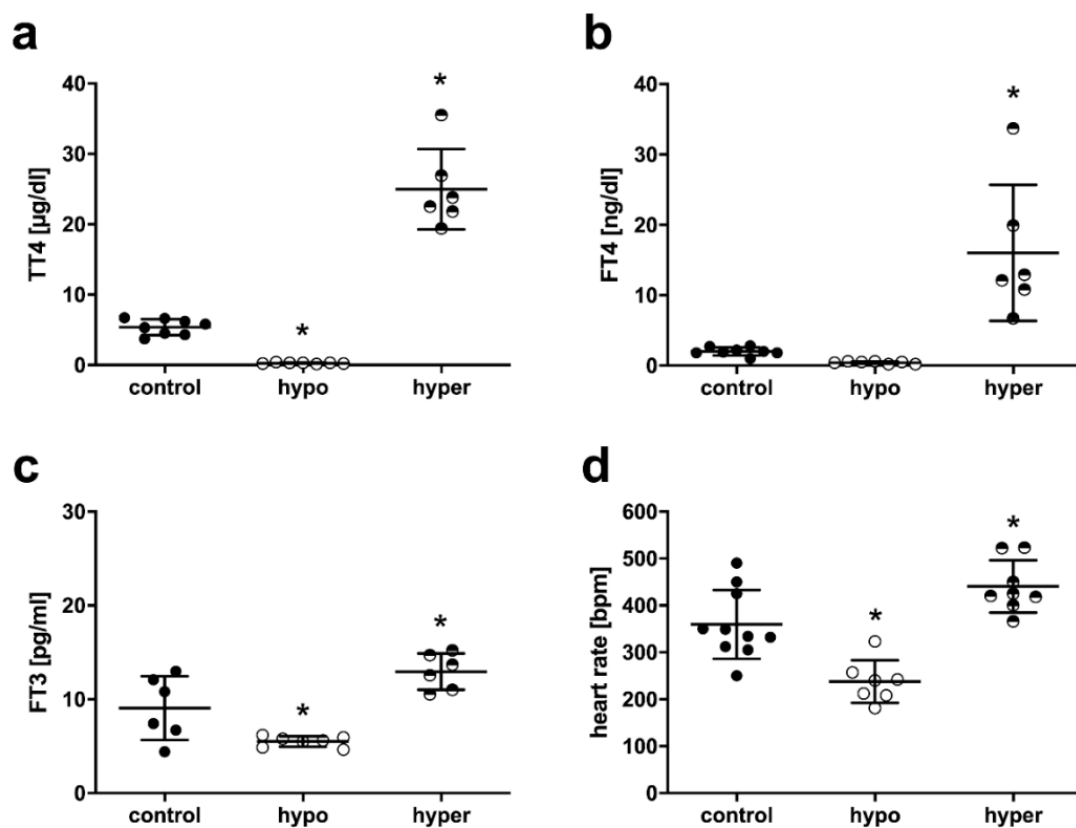 a
40
30
20
10
0
TT4 [µg/dl]
*
*
control hypo hyper
b
40
30
20
10
0
FT4 [ng/dl]
*
control hypo hyper
c
30
20
10
0
FT3 [pg/ml]
*
*
control hypo hyper
d
600
500
400
300
200
100
0
heart rate [bpm]
*
*
control hypo hyper